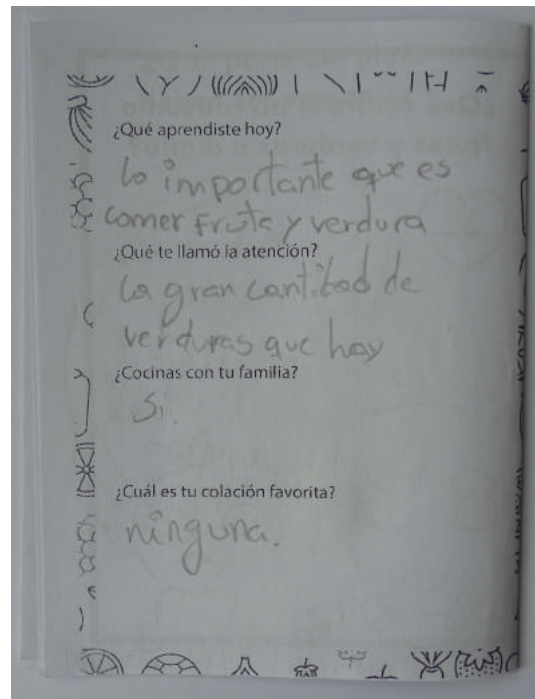 ¿Qué aprendiste hoy?
lo importante que es
comer fruta y verdura
¿Qué te llamó la atención?
la gran cantidad de
verduras que hay
¿Cocinas con tu familia?
Si.
¿Cuál es tu colación favorita?
ninguna.